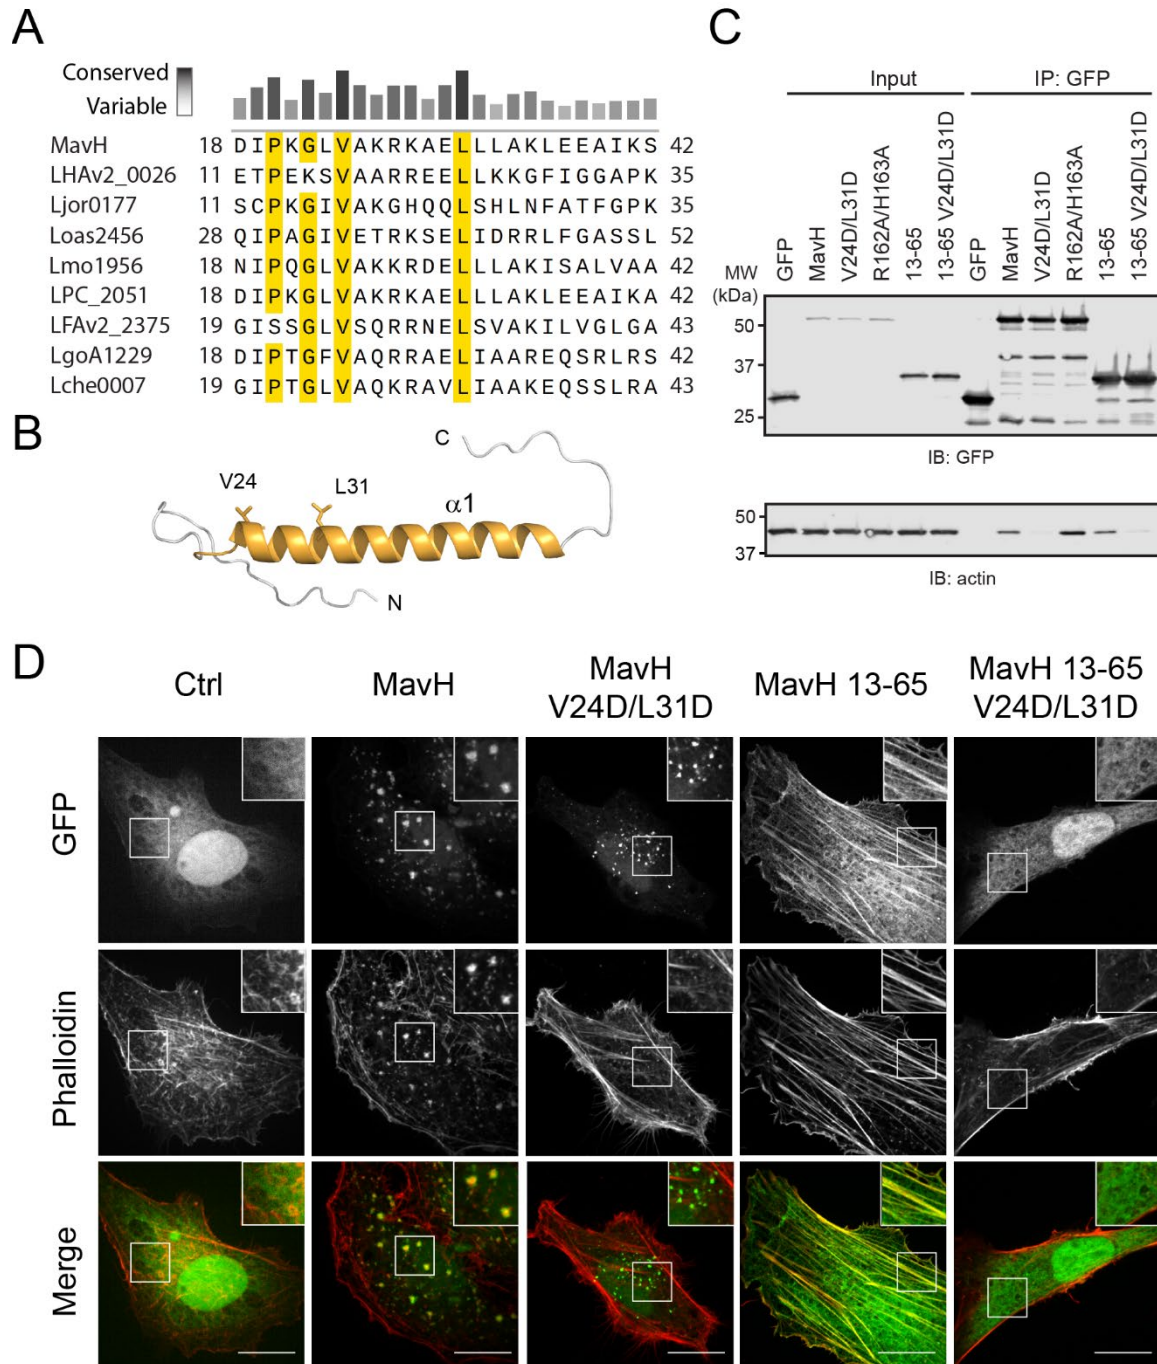 A
Conserved
Variable
MavH 18 DIPKGLVAKRKAELLLAKLEEAIKS 42
LHAv2_0026 11 ETPEKSVAARREELLKKGFIGGAPK 35
Ljor0177 11 SCPKGIVAKGHQQLSHLNFATFGPK 35
Loas2456 28 QIPAGIVETRKSELIDRRLFGASSL 52
Lmo1956 18 NIPQGLVAKKRDELLLAKISALVAA 42
LPC_2051 18 DIPKGLVAKRKAELLLAKLEEAIKA 42
LFAv2_2375 19 GISSGLVSQRRNELSVAKILVGLGA 43
LgoA1229 18 DIPTGFVAQRRAELIAAREQSRLRS 42
Lche0007 19 GIPTGLVAQKRAVLIAAKEQSSLRA 43
B
V24
L31
α1
C
N
C
Input
IP: GFP
GFP
MavH
V24D/L31D
R162A/H163A
13-65
13-65 V24D/L31D
GFP
MavH
V24D/L31D
R162A/H163A
13-65
13-65 V24D/L31D
MW
(kDa)
50
37
25
IB: GFP
50
37
IB: actin
D
Ctrl
MavH
MavH
V24D/L31D
MavH 13-65
MavH 13-65
V24D/L31D
GFP
Phalloidin
Merge